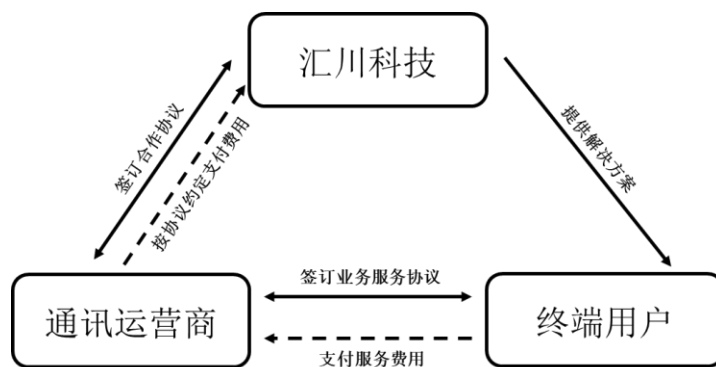 汇川科技
签订合作协议
按协议约定支付费用
提供解决方案
签订业务服务协议
通讯运营商
终端用户
支付服务费用